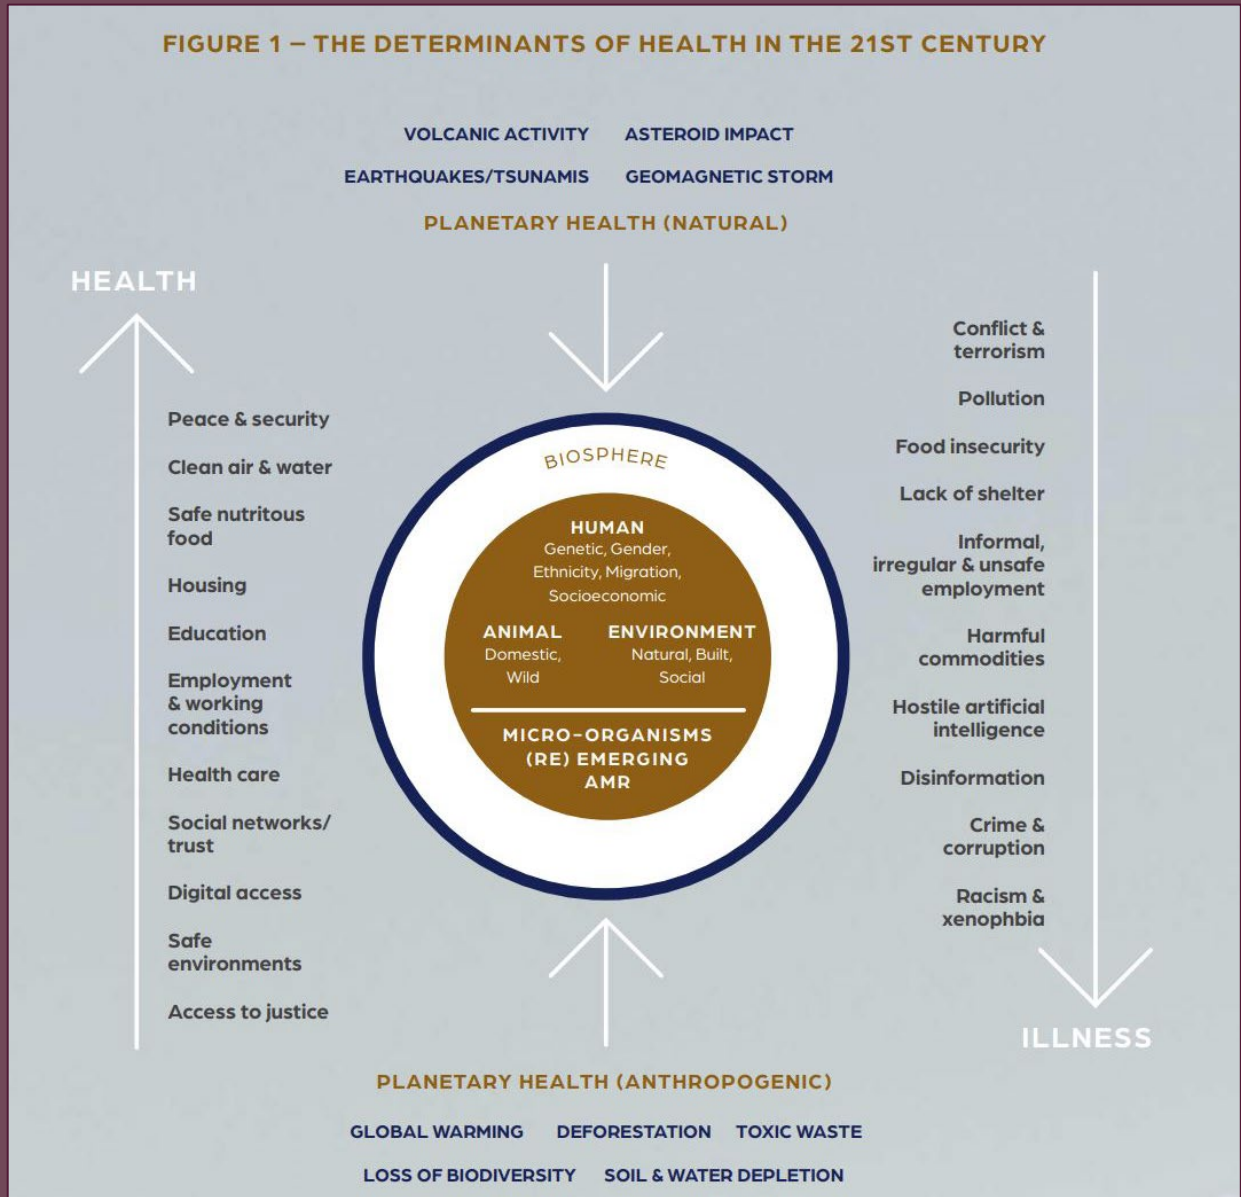 FIGURE 1 – THE DETERMINANTS OF HEALTH IN THE 21ST CENTURY
VOLCANIC ACTIVITY ASTEROID IMPACT
EARTHQUAKES/TSUNAMIS GEOMAGNETIC STORM
PLANETARY HEALTH (NATURAL)
HEALTH
Peace & security
Clean air & water
Safe nutritous
food
Housing
Education
Employment
& working
conditions
Health care
Social networks/
trust
Digital access
Safe
environments
Access to justice
BIOSPHERE
HUMAN
Genetic, Gender,
Ethnicity, Migration,
Socioeconomic
ANIMAL
Domestic,
Wild
ENVIRONMENT
Natural, Built,
Social
MICRO-ORGANISMS
(RE) EMERGING
AMR
Conflict &
terrorism
Pollution
Food insecurity
Lack of shelter
Informal,
irregular & unsafe
employment
Harmful
commodities
Hostile artificial
intelligence
Disinformation
Crime &
corruption
Racism &
xenophbia
ILLNESS
PLANETARY HEALTH (ANTHROPOGENIC)
GLOBAL WARMING DEFORESTATION TOXIC WASTE
LOSS OF BIODIVERSITY SOIL & WATER DEPLETION